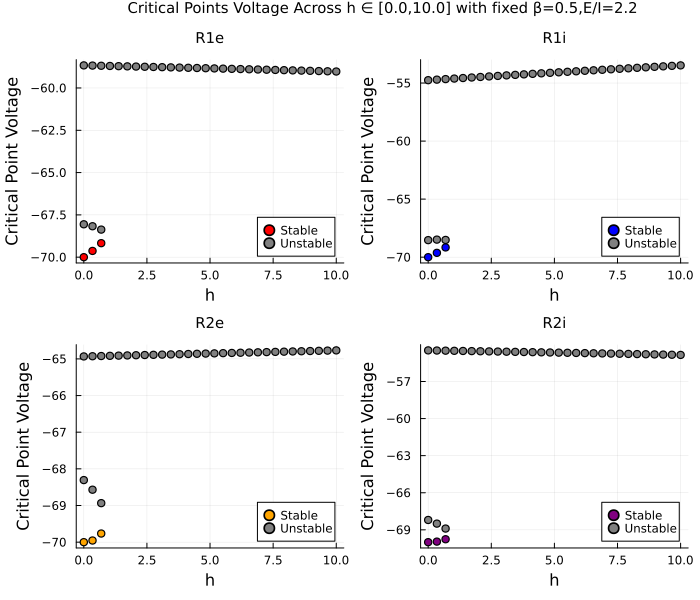 Critical Points Voltage Across h ∈ [0.0,10.0] with fixed β=0.5,E/I=2.2
R1e
Critical Point Voltage
−60.0
−62.5
−65.0
−67.5
−70.0
0.0 2.5 5.0 7.5 10.0
h
Stable
Unstable
R1i
Critical Point Voltage
−55
−60
−65
−70
0.0 2.5 5.0 7.5 10.0
h
Stable
Unstable
R2e
Critical Point Voltage
−65
−66
−67
−68
−69
−70
0.0 2.5 5.0 7.5 10.0
h
Stable
Unstable
R2i
Critical Point Voltage
−57
−60
−63
−66
−69
0.0 2.5 5.0 7.5 10.0
h
Stable
Unstable